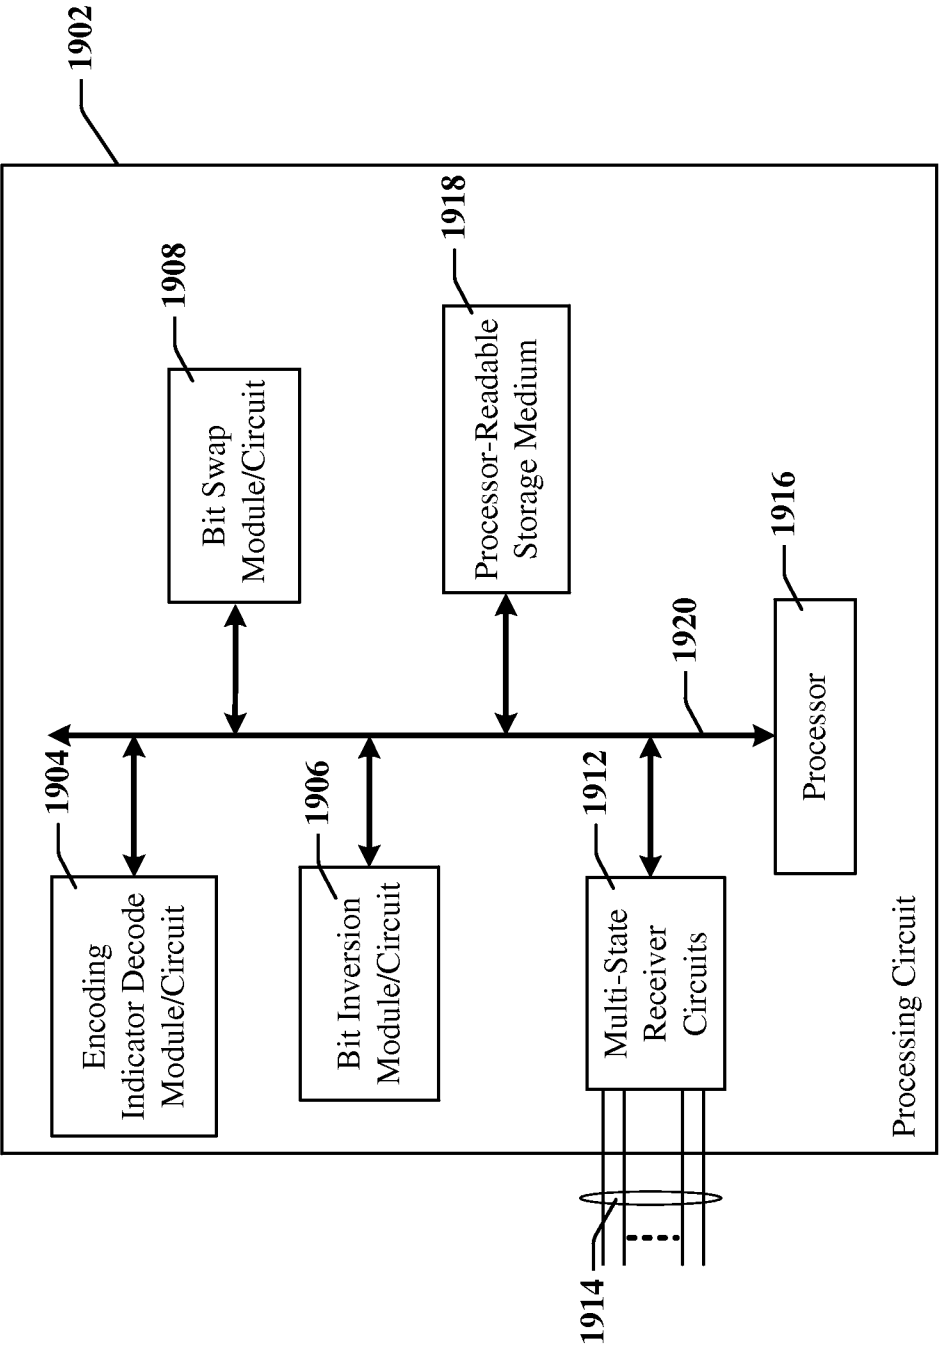 1902
1908
Bit Swap
Module/Circuit
1918
Processor-Readable
Storage Medium
1904
Encoding
Indicator Decode
Module/Circuit
1906
Bit Inversion
Module/Circuit
1912
Multi-State
Receiver
Circuits
1920
1916
Processor
1914
Processing Circuit